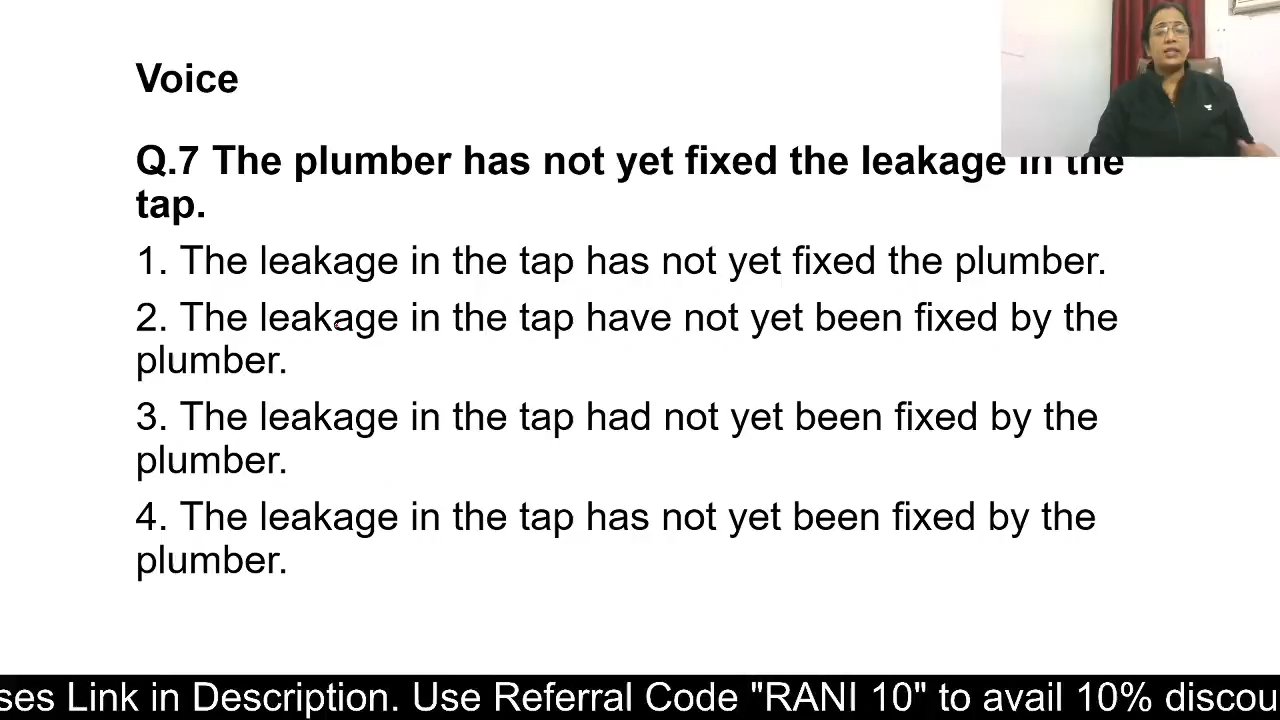 Voice
Q.7 The plumber has not yet fixed the leakage in the
tap.
1. The leakage in the tap has not yet fixed the plumber.
2. The leakage in the tap have not yet been fixed by the
plumber.
3. The leakage in the tap had not yet been fixed by the
plumber.
4. The leakage in the tap has not yet been fixed by the
plumber.
ses Link in Description. Use Referral Code "RANI 10" to avail 10% discou